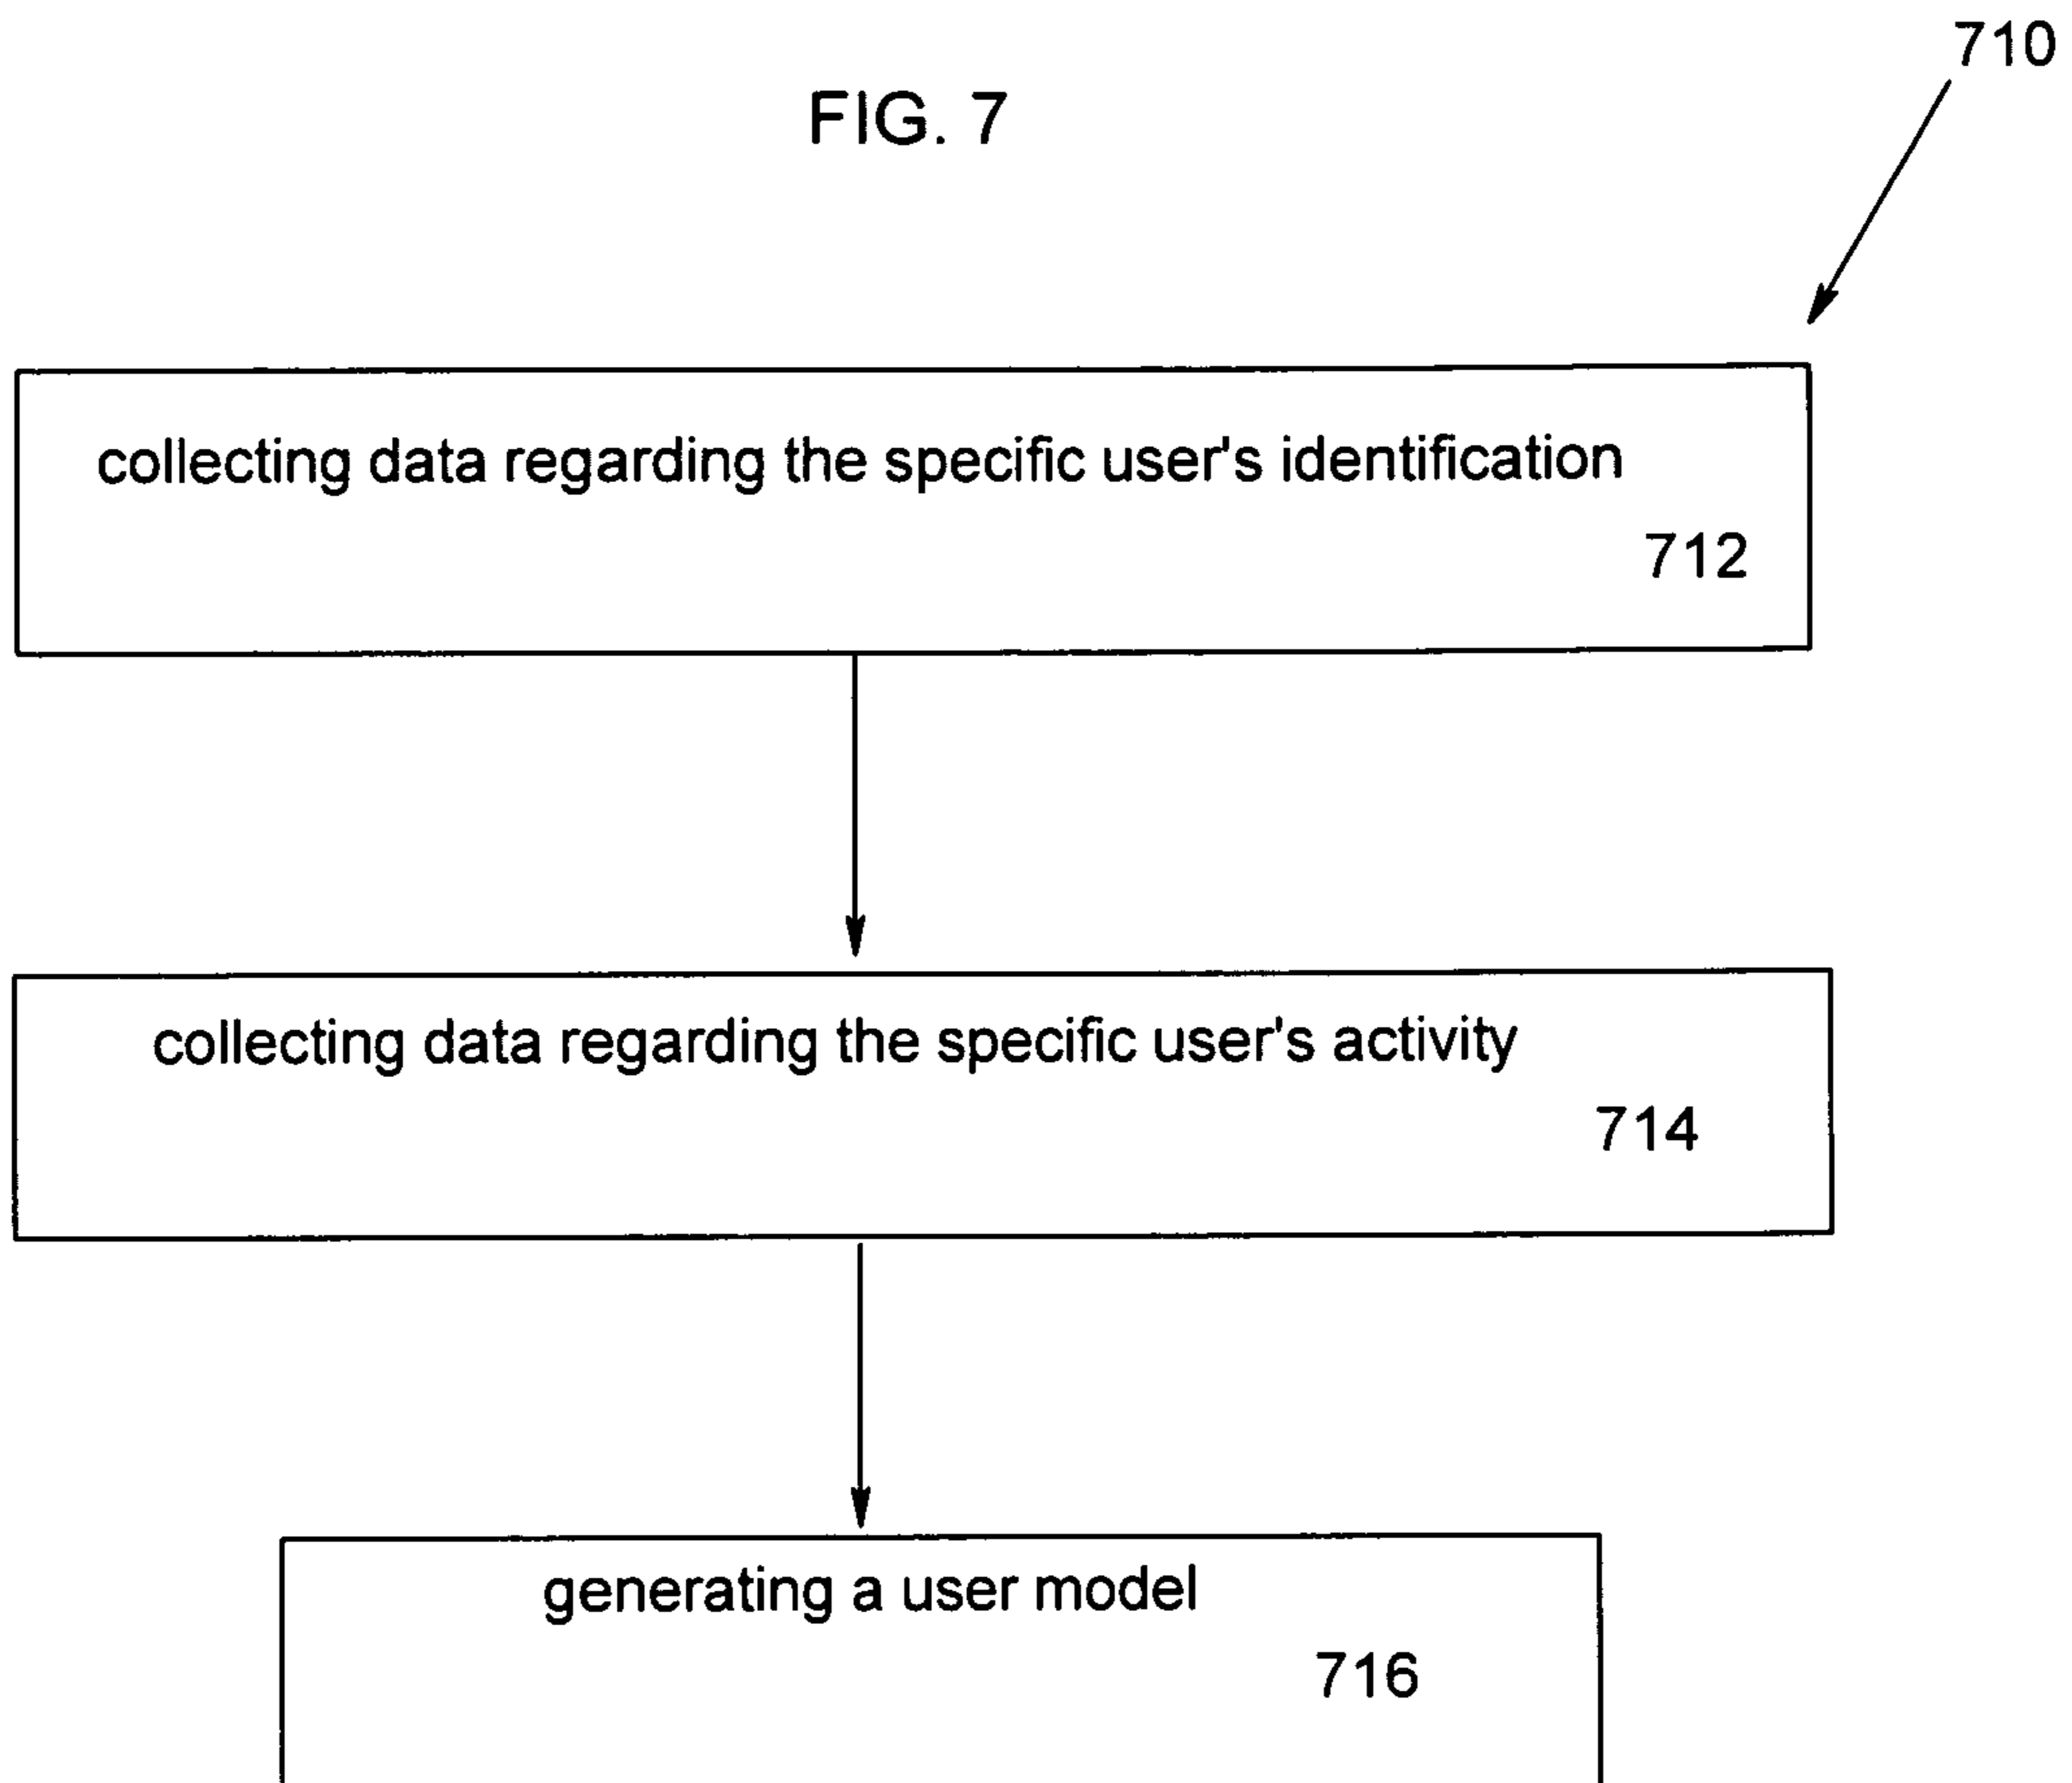 710
FIG. 7
collecting data regarding the specific user's identification
712
collecting data regarding the specific user's activity
714
generating a user model
716